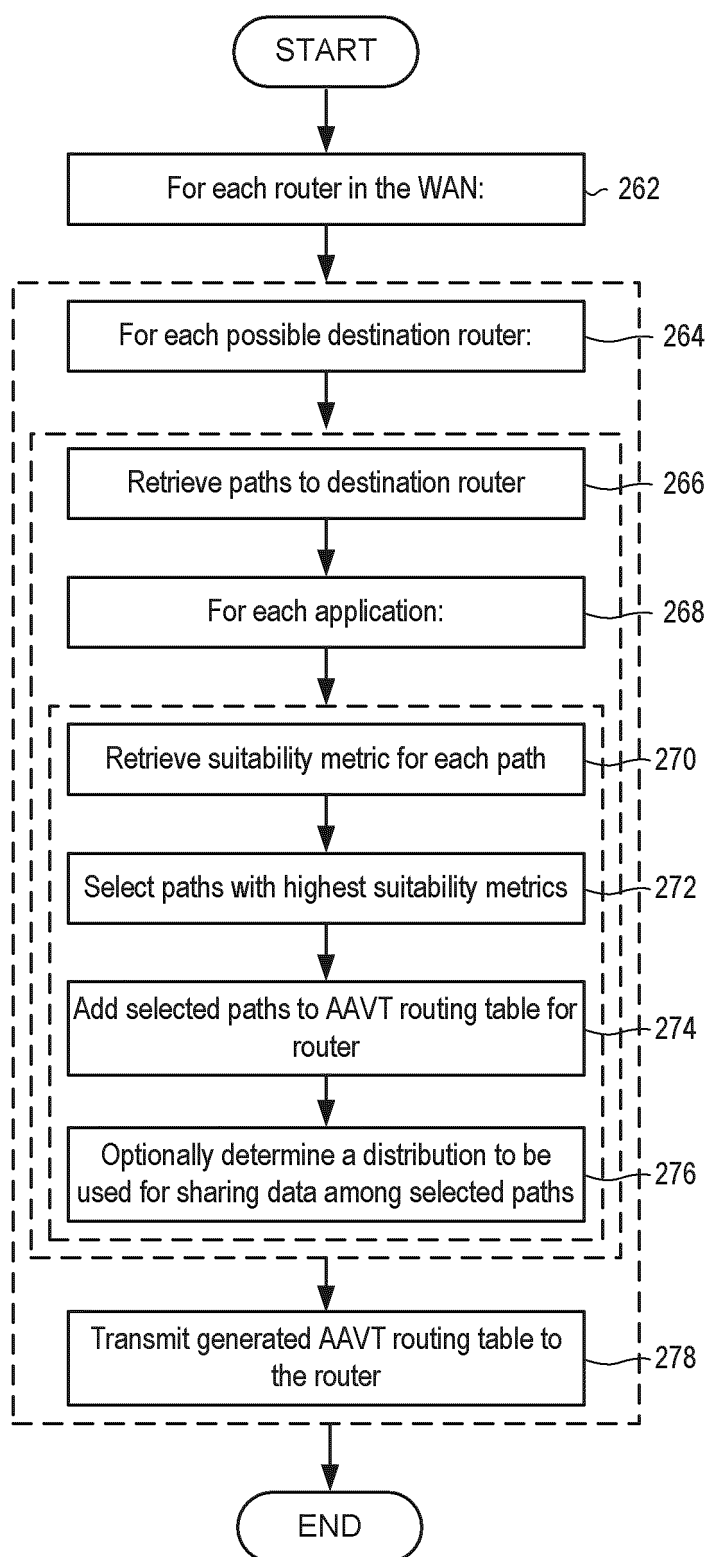 START
For each router in the WAN:
262
For each possible destination router:
264
Retrieve paths to destination router
266
For each application:
268
Retrieve suitability metric for each path
270
Select paths with highest suitability metrics
272
Add selected paths to AAVT routing table for
router
274
Optionally determine a distribution to be
used for sharing data among selected paths
276
Transmit generated AAVT routing table to
the router
278
END